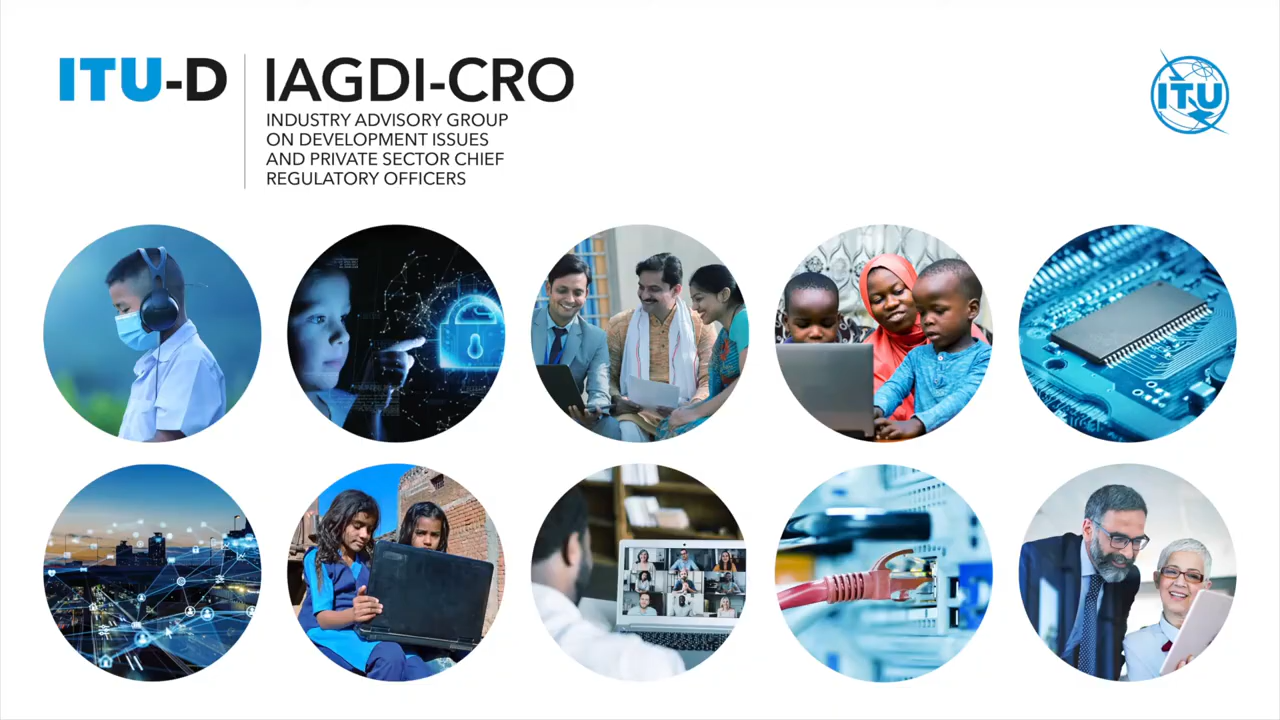 ITU-D
IAGDI-CRO
INDUSTRY ADVISORY GROUP
ON DEVELOPMENT ISSUES
AND PRIVATE SECTOR CHIEF
REGULATORY OFFICERS
ITU